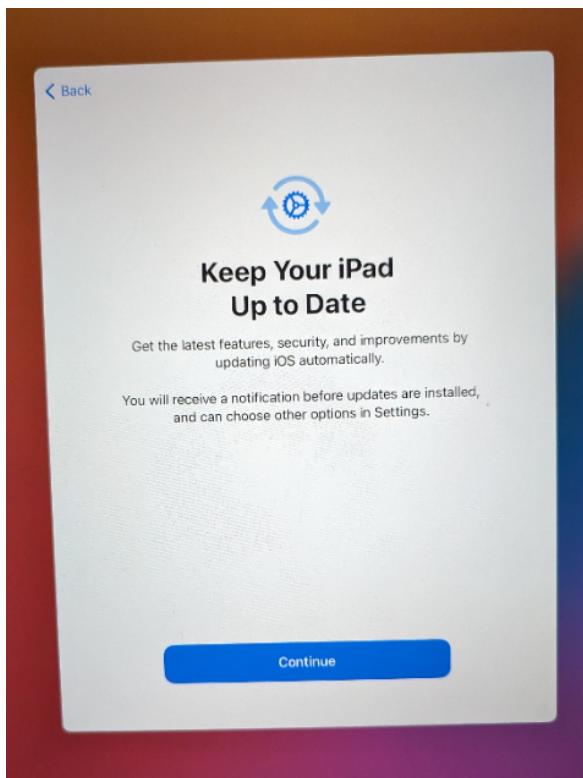 Back
Keep Your iPad
Up to Date
Get the latest features, security, and improvements by
updating iOS automatically.
You will receive a notification before updates are installed,
and can choose other options in Settings.
Continue